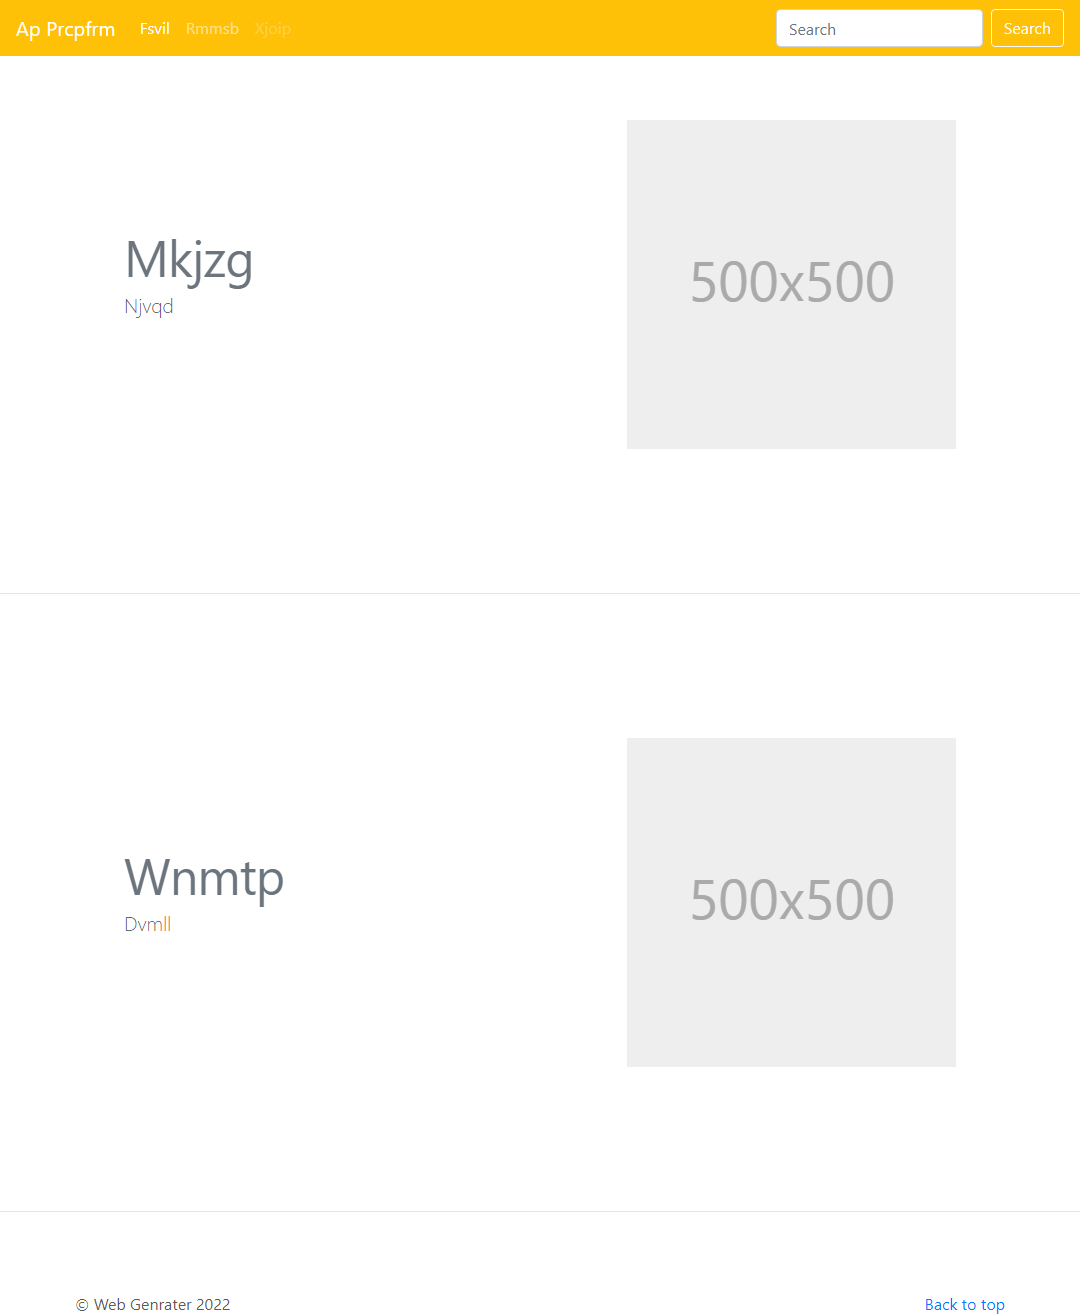 Ap Prcpfrm Fsvil Rmmsb Xjoip Search Search
Mkjzg
Njvqd
500x500
Wnmtp
Dvmll
500x500
© Web Genrater 2022 Back to top